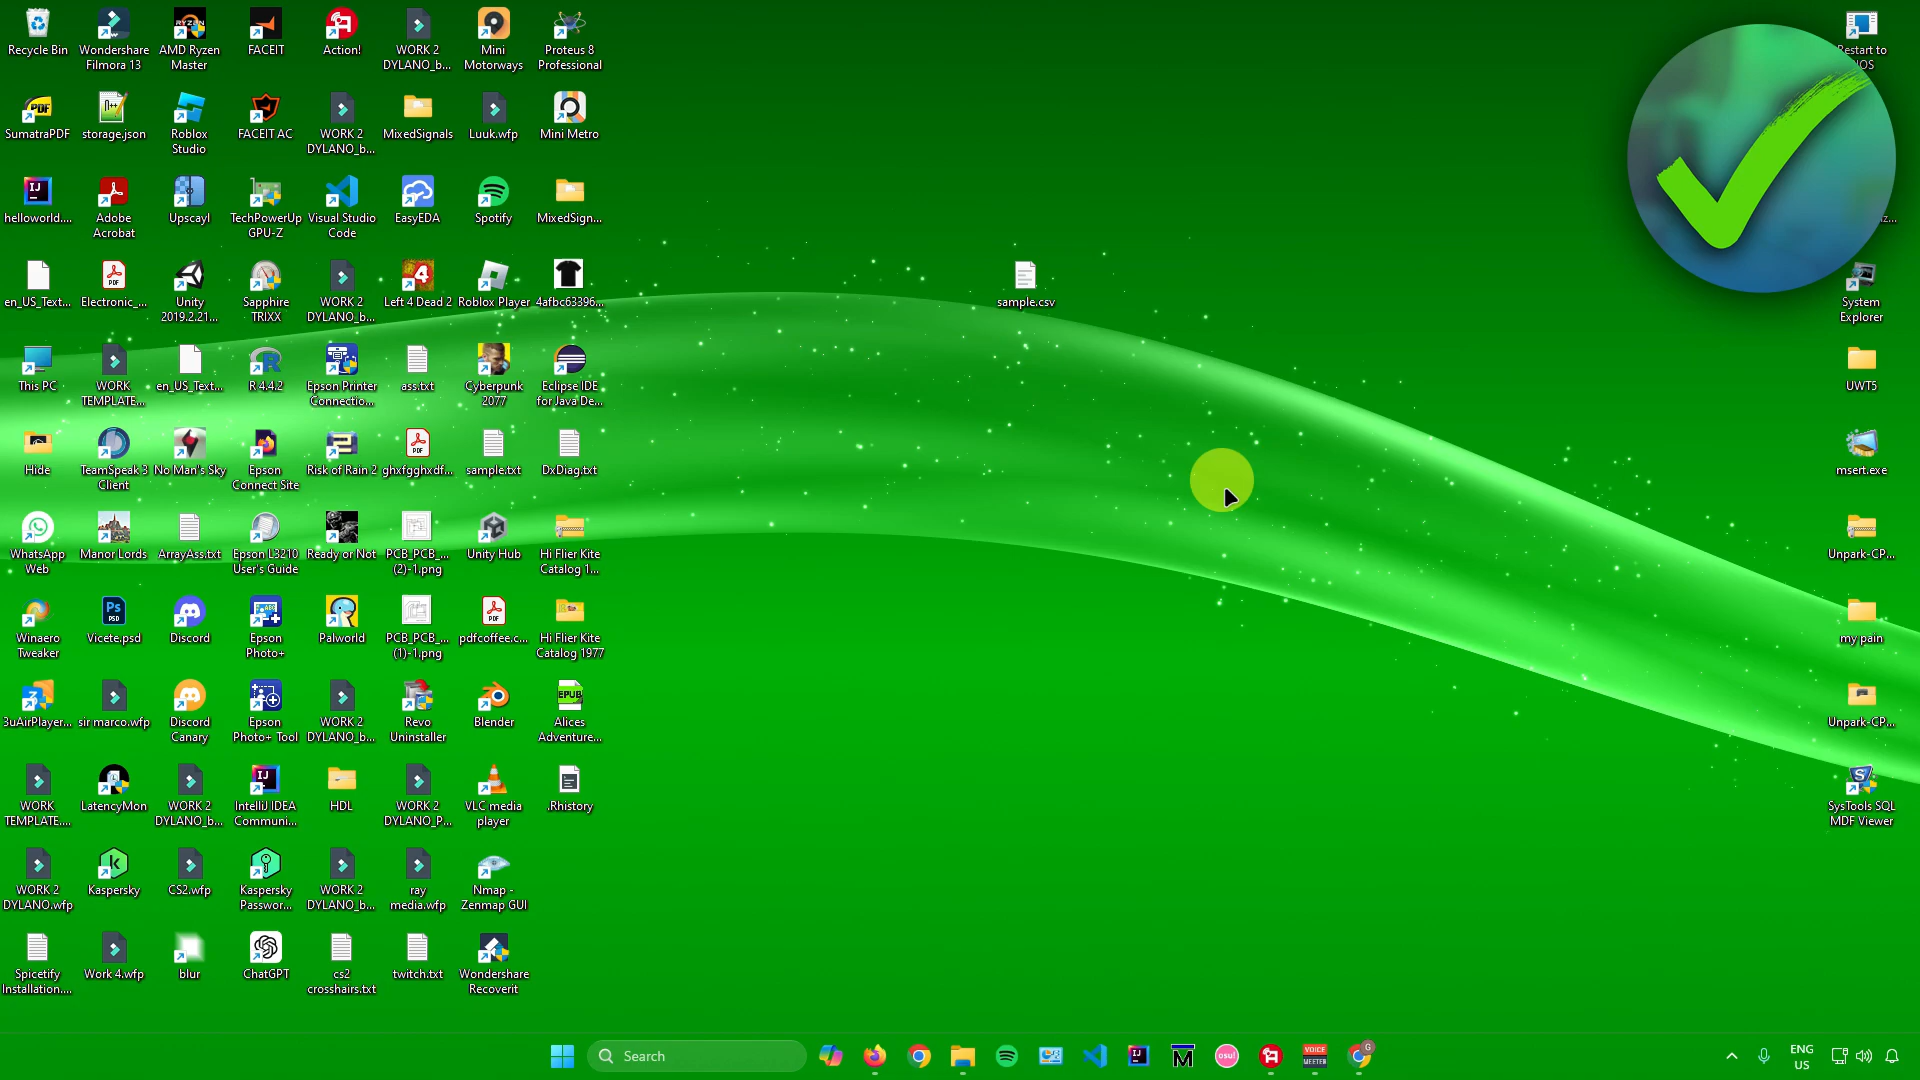 Recycle Bin
Wondershare
Filmora 13
AMD Ryzen
Master
FACEIT
Action!
WORK 2
DYLANO_b...
Mini
Motorways
Proteus 8
Professional
Restart to
SumatraPDF
storage.json
Roblox
Studio
FACEIT AC
WORK 2
DYLANO_b...
MixedSignals
Luuk.wfp
Mini Metro
helloworld....
Adobe
Acrobat
Upscayl
TechPowerUp
GPU-Z
Visual Studio
Code
EasyEDA
Spotify
MixedSign...
en_US_Text...
Electronic_...
Unity
2019.2.21...
Sapphire
TRIXX
WORK 2
DYLANO_b...
Left 4 Dead 2
Roblox Player
4afbc63396...
sample.csv
System
Explorer
This PC
WORK
TEMPLATE...
en_US_Text...
R 4.4.2
Epson Printer
Connectio...
ass.txt
Cyberpunk
2077
Eclipse IDE
for Java De...
UWT5
Hide
TeamSpeak 3
Client
No Man's Sky
Epson
Connect Site
Risk of Rain 2
ghxfgghxdf...
sample.txt
DxDiag.txt
msert.exe
WhatsApp
Web
Manor Lords
ArrayAss.txt
Epson L3210
User's Guide
Ready or Not
PCB_PCB_...
(2)-1.png
Unity Hub
Hi Flier Kite
Catalog 1...
Unpark-CP...
Winaero
Tweaker
Vicete.psd
Discord
Epson
Photo+
Palworld
PCB_PCB_...
(1)-1.png
pdfcoffee.c...
Hi Flier Kite
Catalog 1977
my pain
3uAirPlayer...
sir marco.wfp
Discord
Canary
Epson
Photo+ Tool
WORK 2
DYLANO_b...
Revo
Uninstaller
Blender
Alices
Adventure...
Unpark-CP...
WORK
TEMPLATE....
LatencyMon
WORK 2
DYLANO_b...
IntelliJ IDEA
Communi...
HDL
WORK 2
DYLANO_P...
VLC media
player
.Rhistory
SysTools SQL
MDF Viewer
WORK 2
DYLANO.wfp
Kaspersky
CS2.wfp
Kaspersky
Passwor...
WORK 2
DYLANO_b...
ray
media.wfp
Nmap -
Zenmap GUI
Spicetify
Installation....
Work 4.wfp
blur
ChatGPT
cs2
crosshairs.txt
twitch.txt
Wondershare
Recoverit
Search
ENG
US